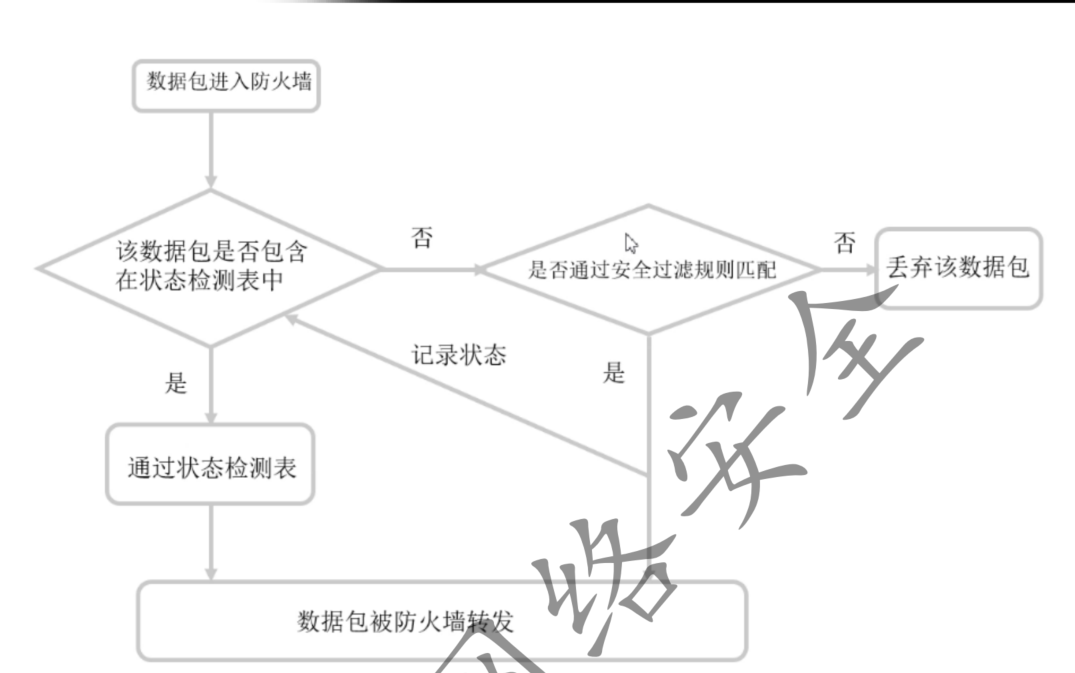 数据包进入防火墙
该数据包是否包含
在状态检测表中
否
是否通过安全过滤规则匹配
否
丢弃该数据包
记录状态
是
是
通过状态检测表
数据包被防火墙转发
网络安全